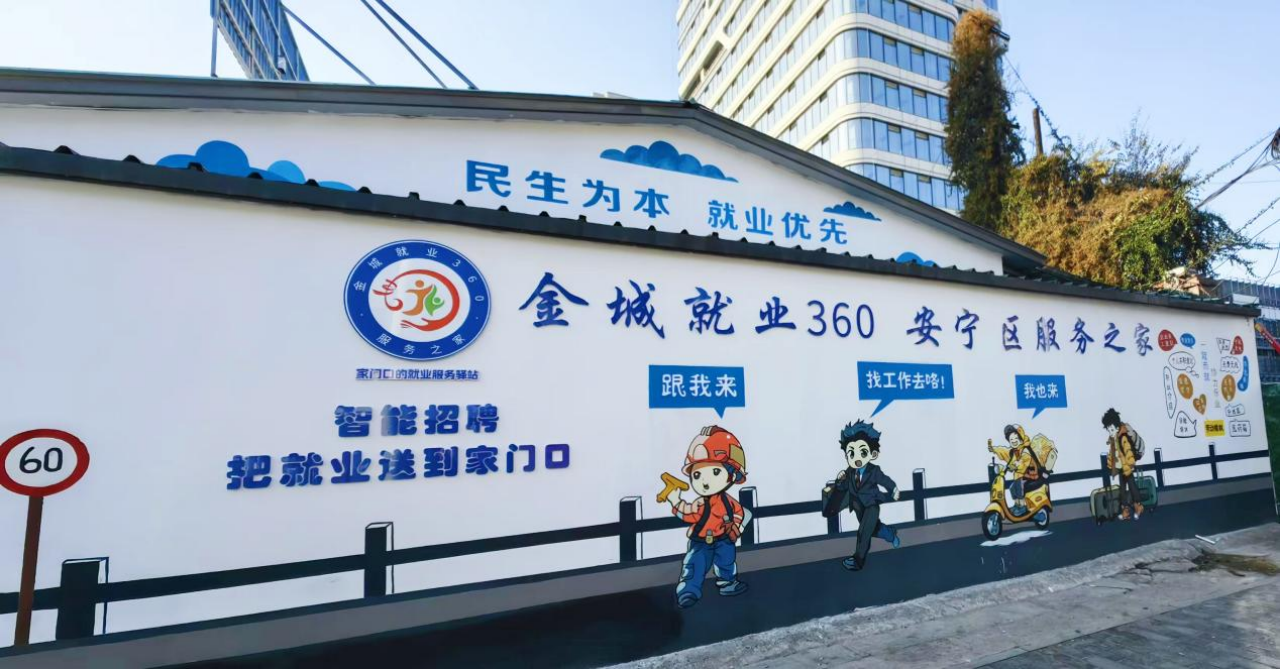 民生为本 就业优先
金城就业360
服务之家
家门口的就业服务驿站
金城就业360 安宁区服务之家
智能招聘
把就业送到家门口
跟我来
找工作去咯!
我也来
60